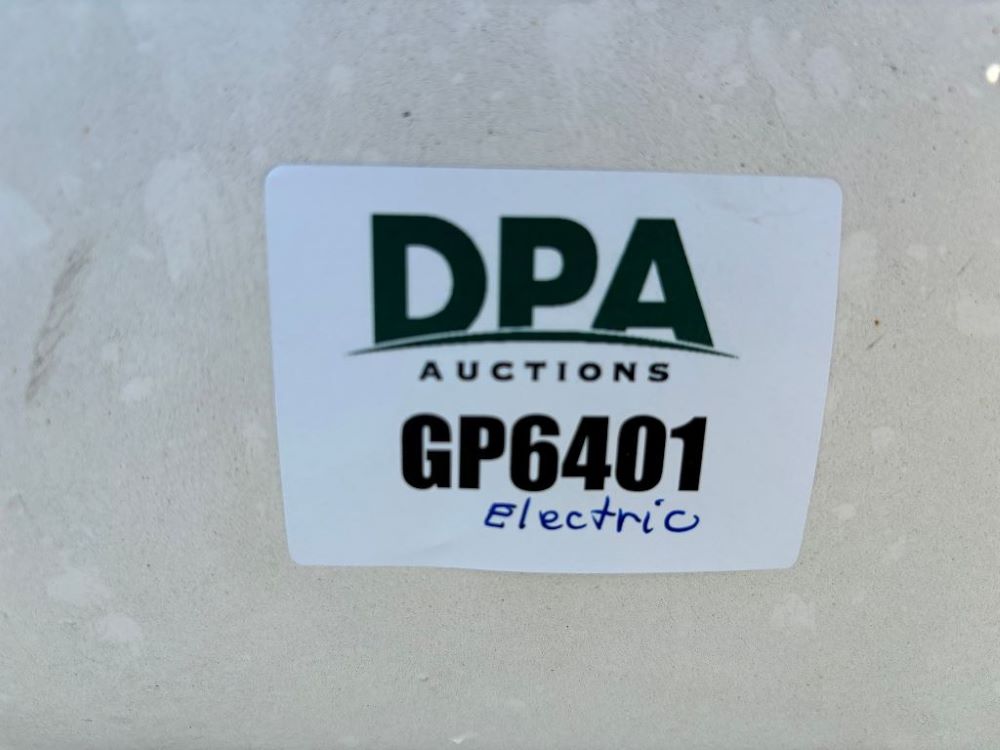 DPA
AUCTIONS
GP6401
Electric